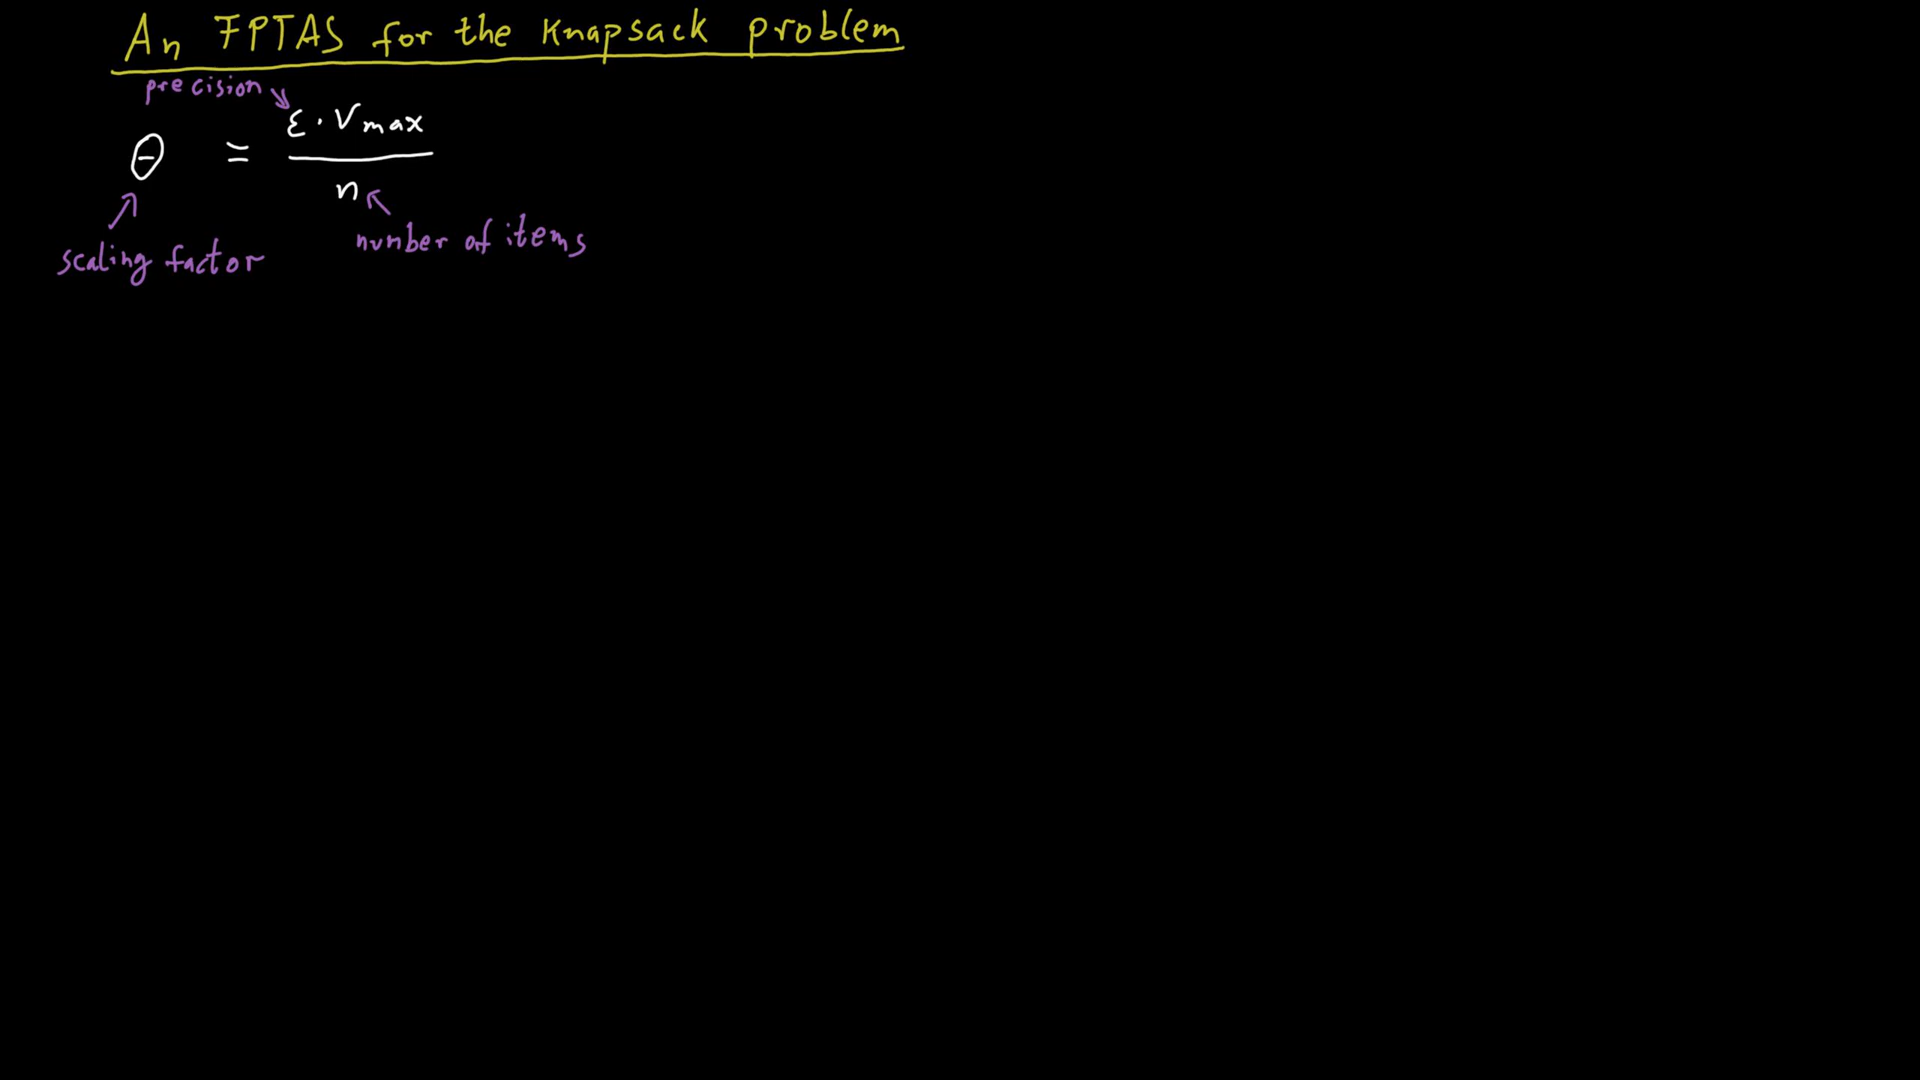 An FPTAS for the Knapsack problem
precision
θ = ε · Vmax / n
number of items
scaling factor